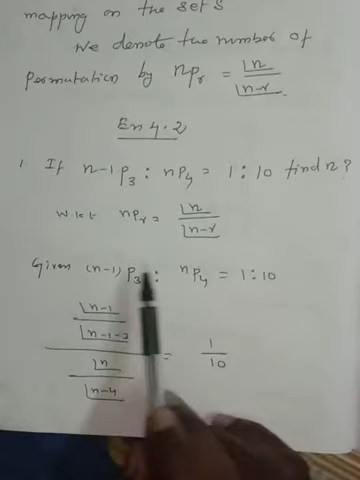 mapping on the set S
We denote the number of
Permutation by nPr = ⌊n / ⌊n-r.
Ex 4.2
1. If n-1P3 : nP4 = 1:10 find n?
W.k.t nPr = ⌊n / ⌊n-r
Given (n-1)P3 : nP4 = 1:10
⌊n-1 / ⌊n-1-3
⌊n / ⌊n-4
= 1 / 10